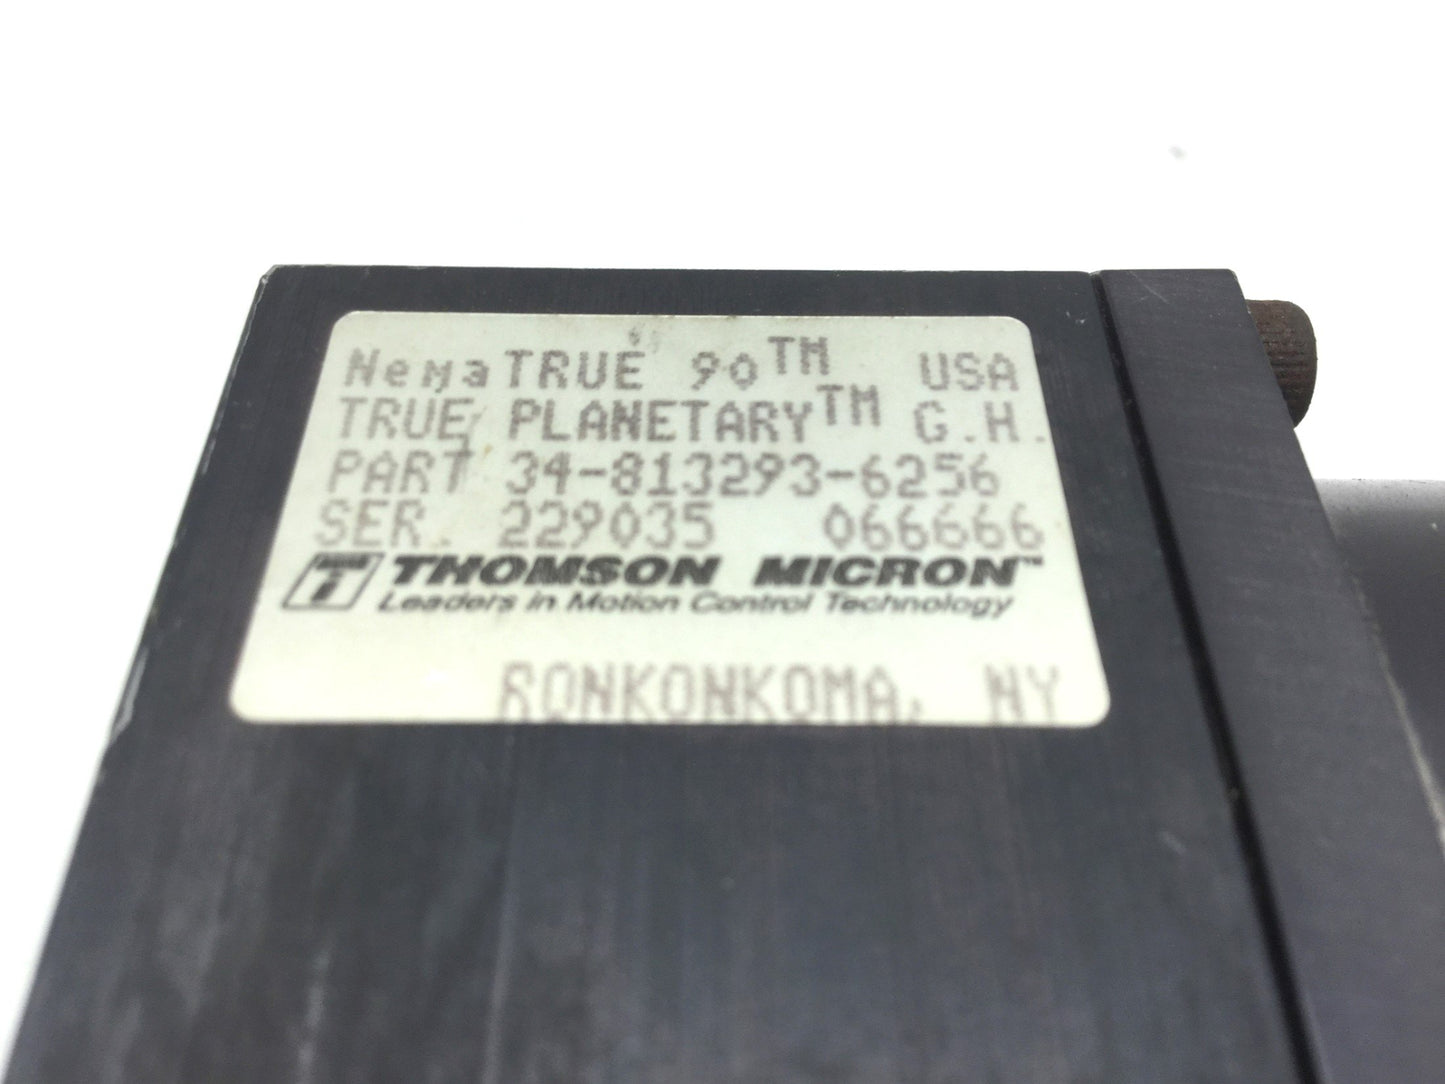 NemaTRUE 90™ USA
TRUE PLANETARY™ G.H.
PART 34-813293-6256
SER. 229035 066666
THOMSON MICRON™
Leaders in Motion Control Technology
RONKONKOMA, NY